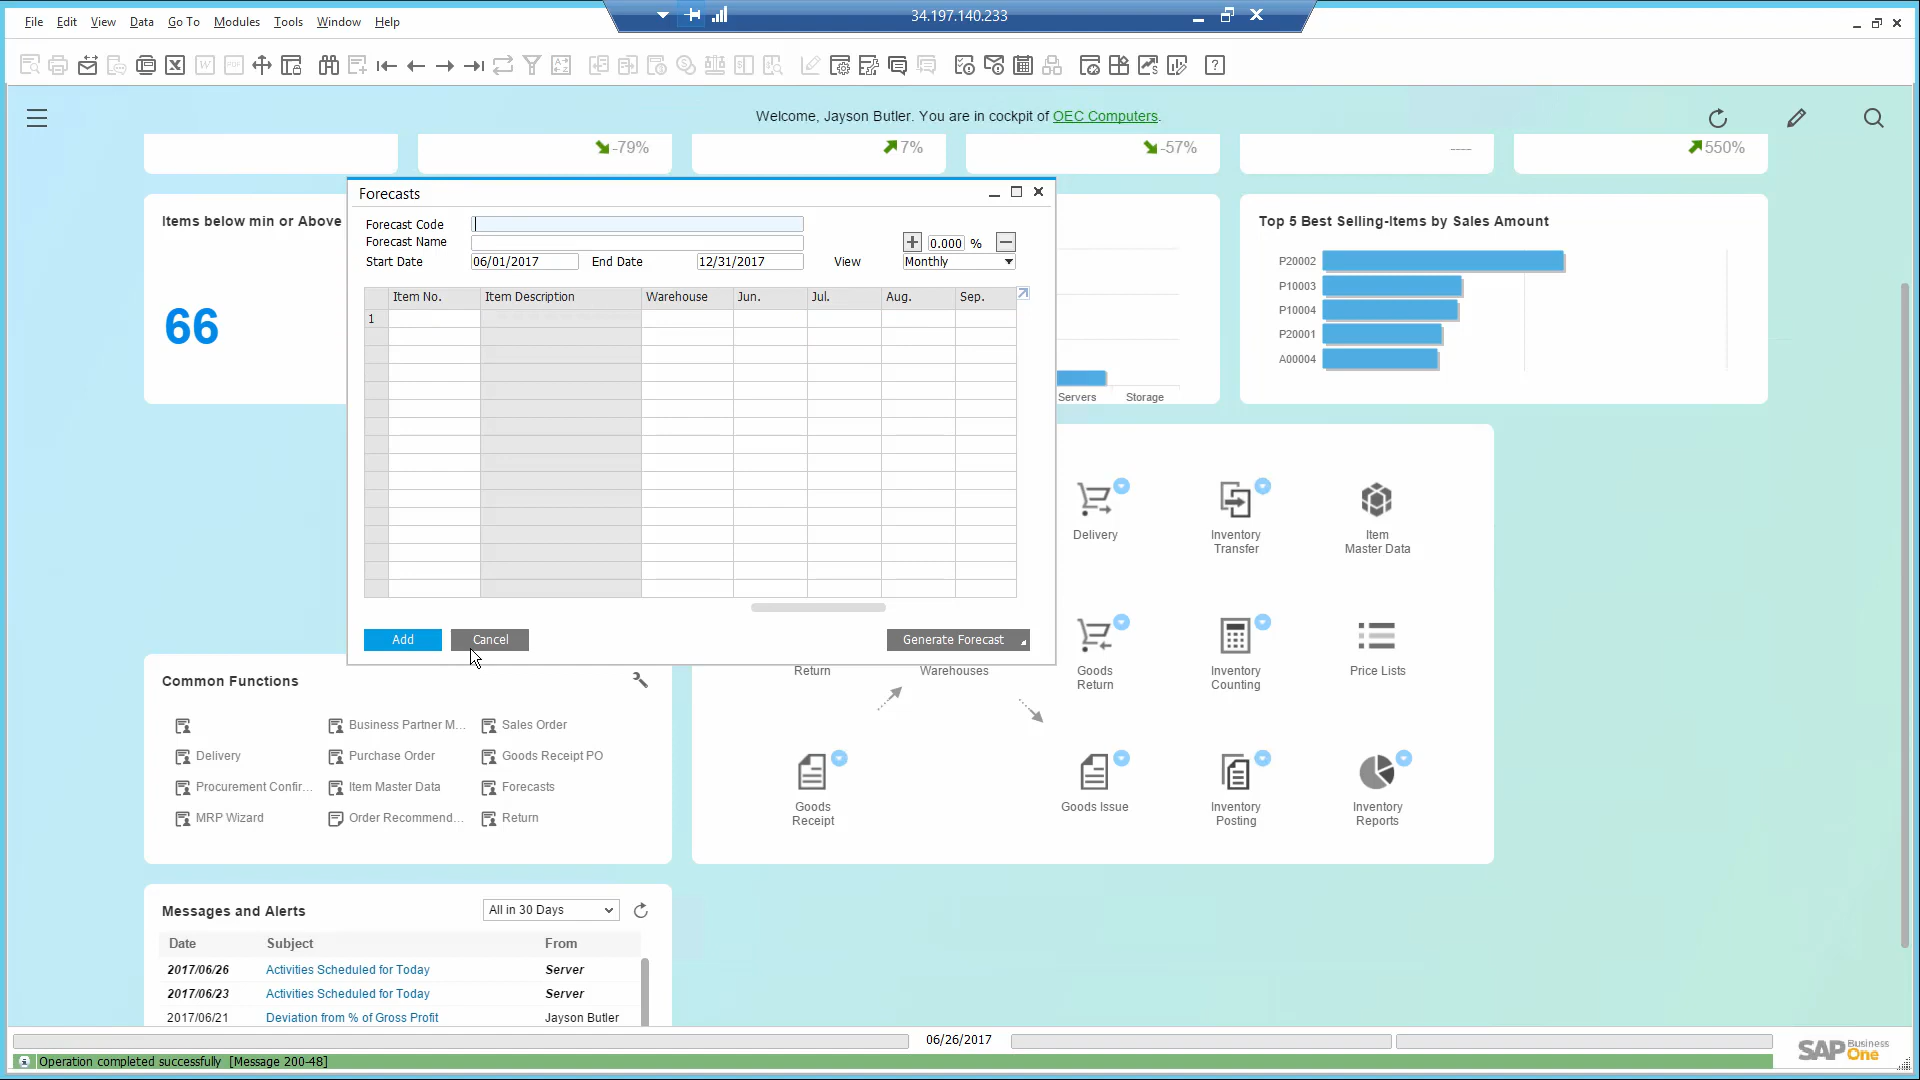 34.197.140.233
File Edit View Data Go To Modules Tools Window Help
Welcome, Jayson Butler. You are in cockpit of OEC Computers.
-79% 7% -57% ---- 550%
Items below min or Above
66
Forecasts
Forecast Code
Forecast Name
0.000 %
Start Date 06/01/2017 End Date 12/31/2017 View Monthly
Item No. Item Description Warehouse Jun. Jul. Aug. Sep.
1
Add Cancel Generate Forecast
Servers Storage
Top 5 Best Selling-Items by Sales Amount
P20002
P10003
P10004
P20001
A00004
Delivery
Inventory
Transfer
Item
Master Data
Return
Warehouses
Goods
Return
Inventory
Counting
Price Lists
Goods
Receipt
Goods Issue
Inventory
Posting
Inventory
Reports
Common Functions
Business Partner M... Sales Order
Delivery Purchase Order Goods Receipt PO
Procurement Confir... Item Master Data Forecasts
MRP Wizard Order Recommend... Return
Messages and Alerts All in 30 Days
Date Subject From
2017/06/26 Activities Scheduled for Today Server
2017/06/23 Activities Scheduled for Today Server
2017/06/21 Deviation from % of Gross Profit Jayson Butler
06/26/2017
Operation completed successfully [Message 200-48]
SAP Business One